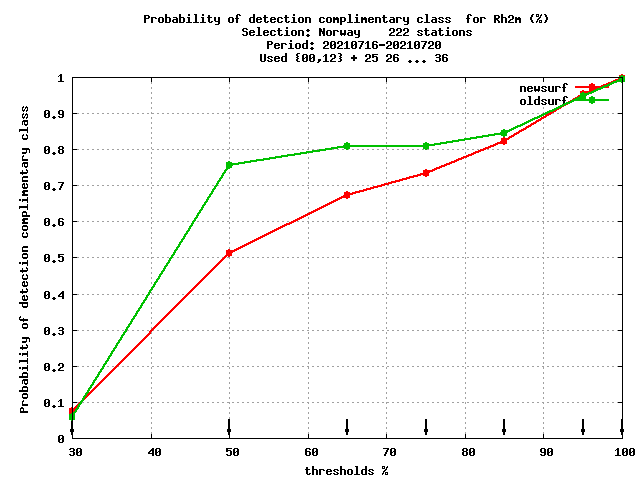 Probability of detection complimentary class  for Rh2m (%)
Selection: Norway    222 stations
Period: 20210716-20210720
Used {00,12} + 25 26 ... 36
newsurf
oldsurf
Probability of detection complimentary class
1
0.9
0.8
0.7
0.6
0.5
0.4
0.3
0.2
0.1
0
30 40 50 60 70 80 90 100
thresholds %